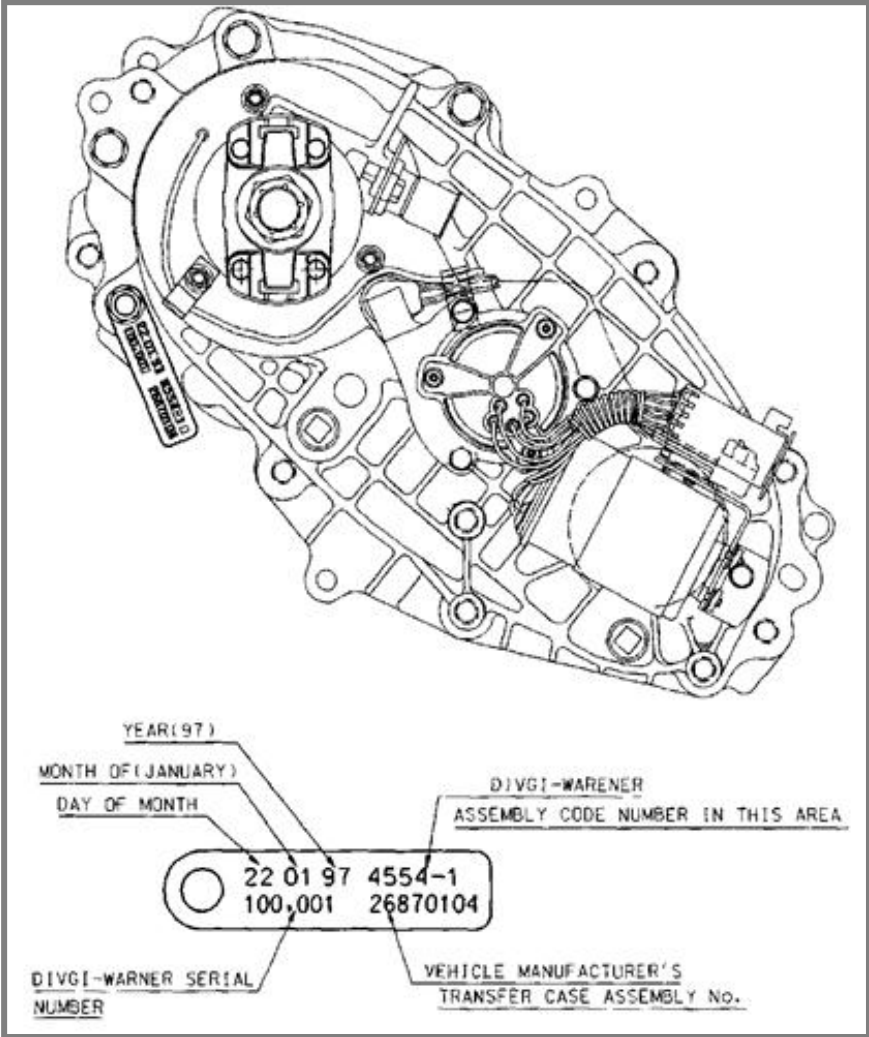 YEAR(97)
MONTH OF(JANUARY)
DAY OF MONTH
DIVGI-WARENER
ASSEMBLY CODE NUMBER IN THIS AREA
22 01 97 4554-1
100,001 26870104
DIVGI-WARNER SERIAL
NUMBER
VEHICLE MANUFACTURER'S
TRANSFER CASE ASSEMBLY No.